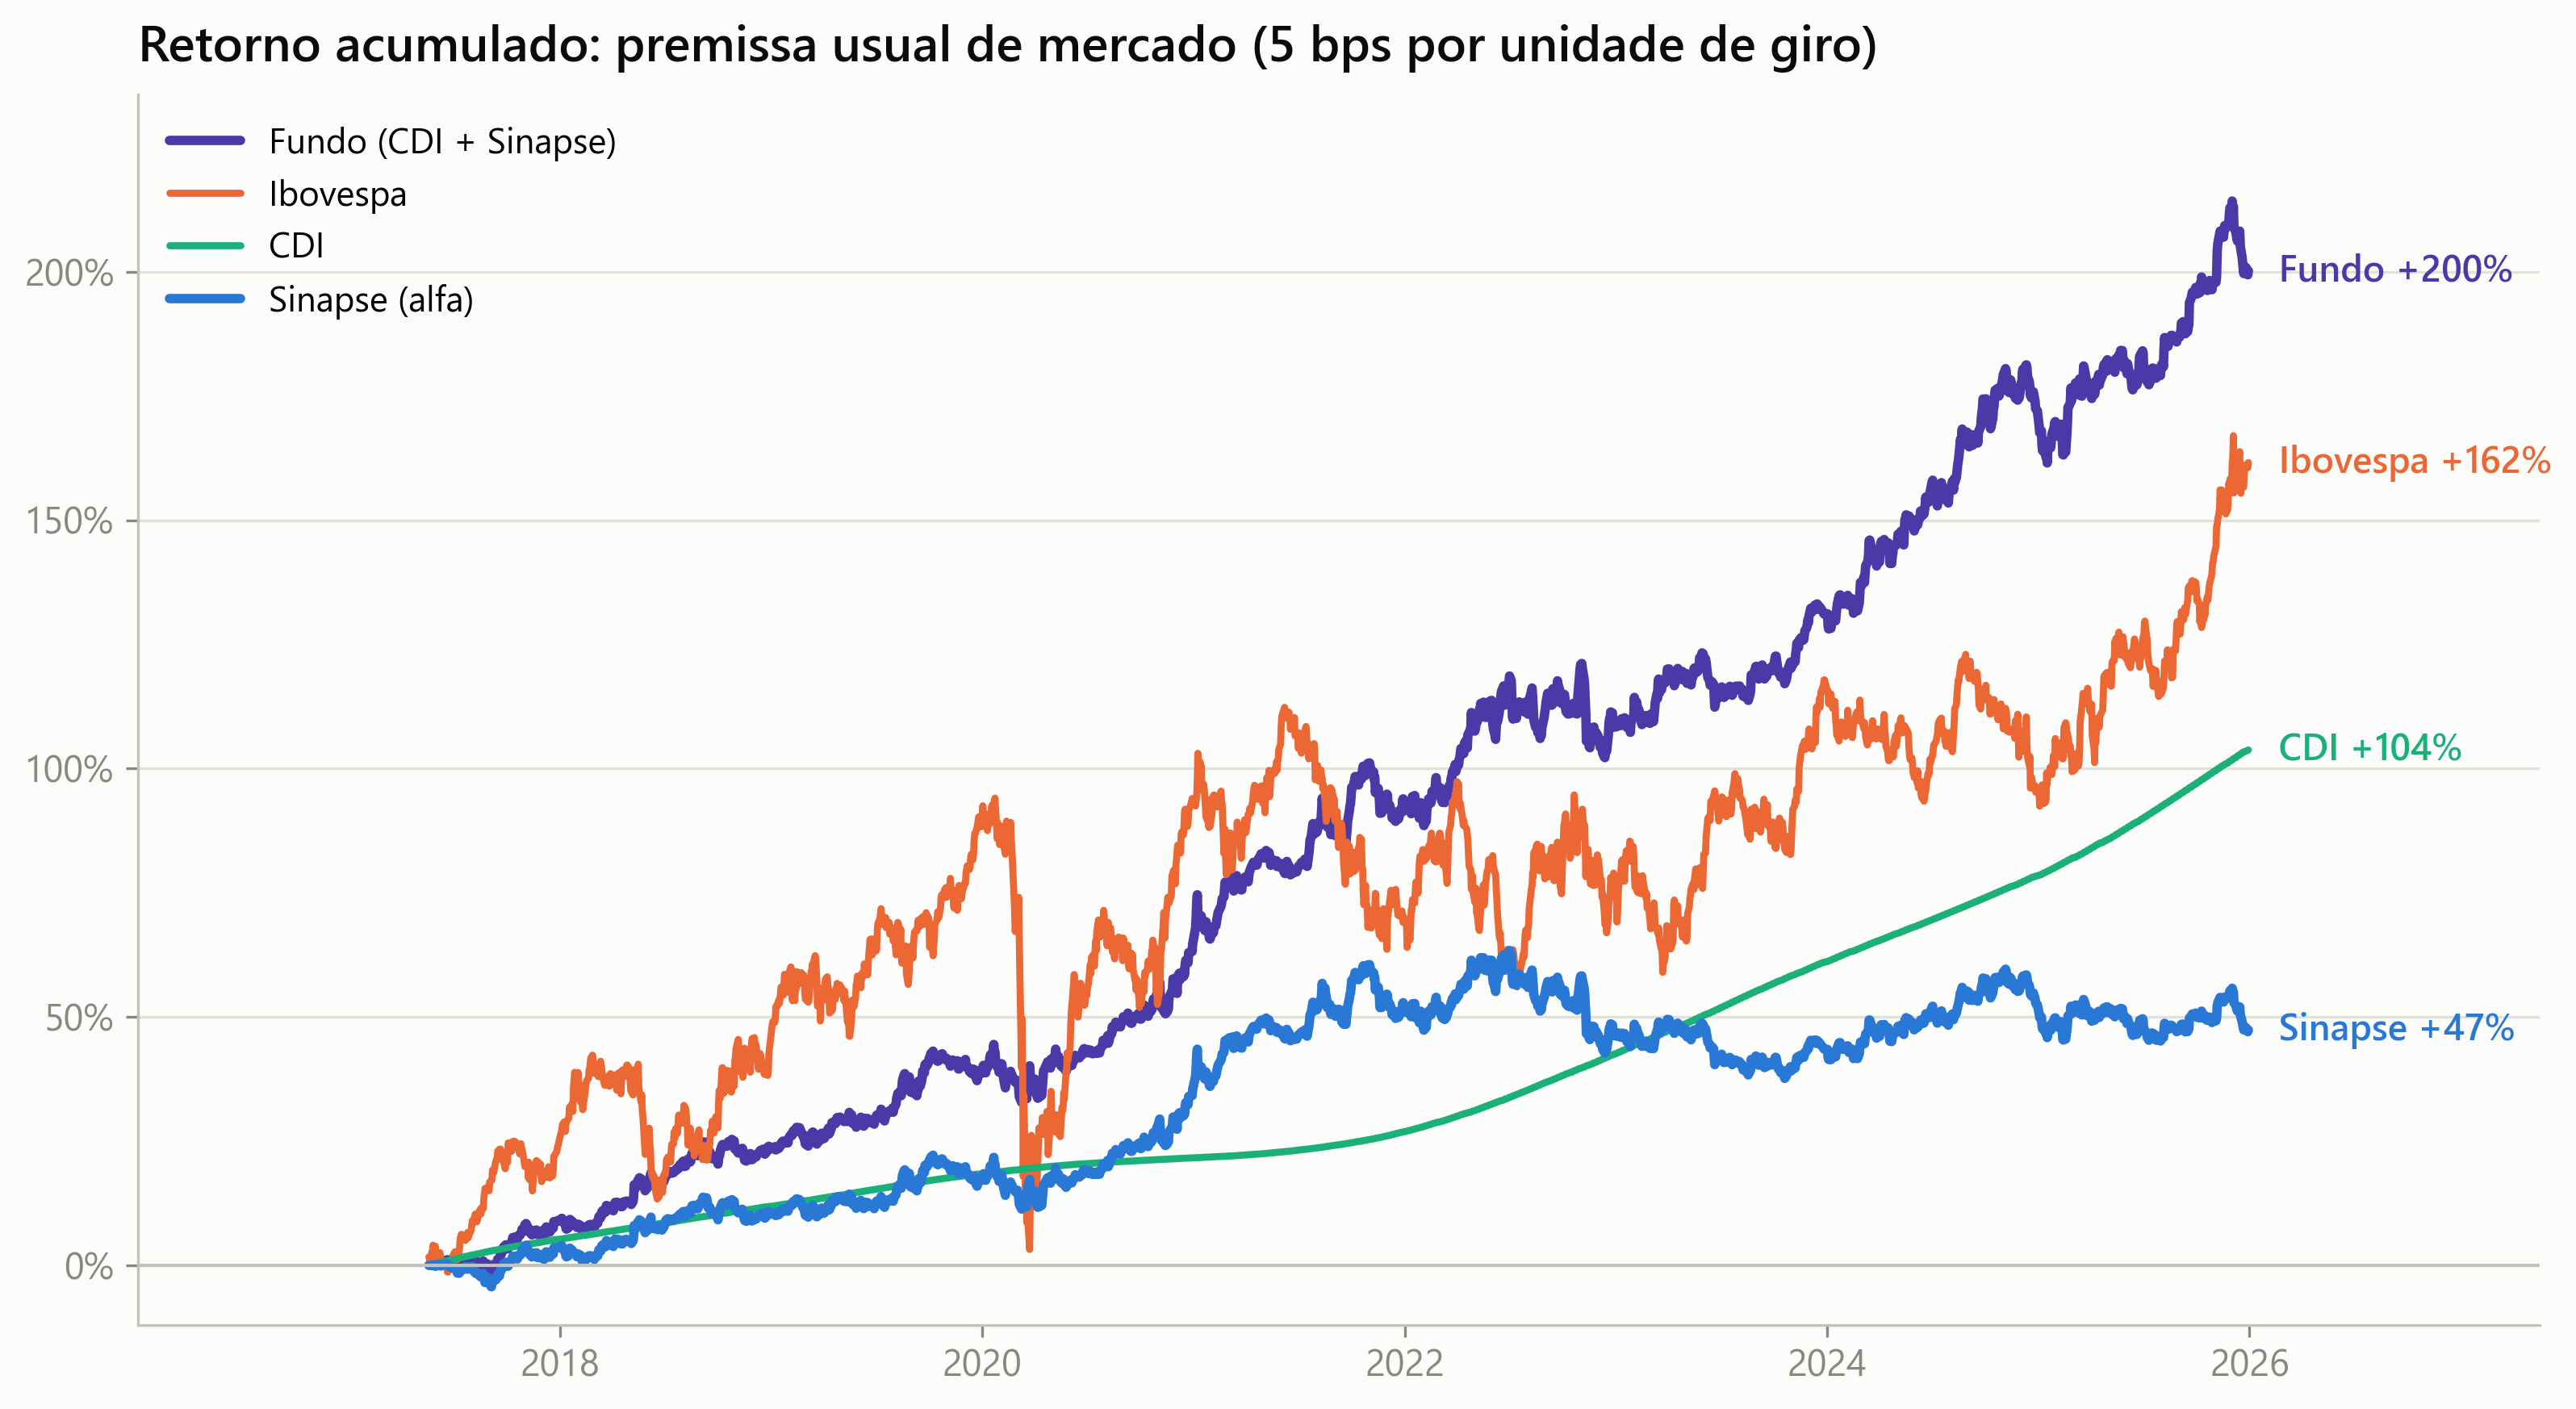 Retorno acumulado: premissa usual de mercado (5 bps por unidade de giro)
Fundo (CDI + Sinapse)
Ibovespa
CDI
Sinapse (alfa)
200%
150%
100%
50%
0%
Fundo +200%
Ibovespa +162%
CDI +104%
Sinapse +47%
2018
2020
2022
2024
2026